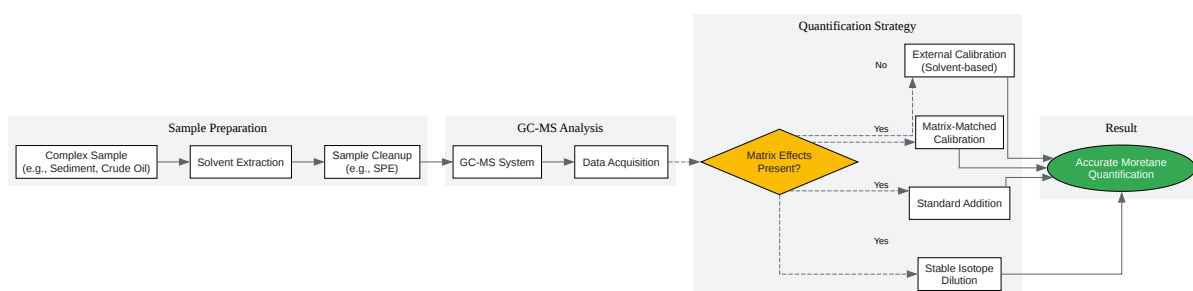 Sample Preparation
Complex Sample
(e.g., Sediment, Crude Oil)
Solvent Extraction
Sample Cleanup
(e.g., SPE)
GC-MS Analysis
GC-MS System
Data Acquisition
Quantification Strategy
Matrix Effects
Present?
No
External Calibration
(Solvent-based)
Yes
Matrix-Matched
Calibration
Yes
Standard Addition
Yes
Stable Isotope
Dilution
Result
Accurate Moretane
Quantification